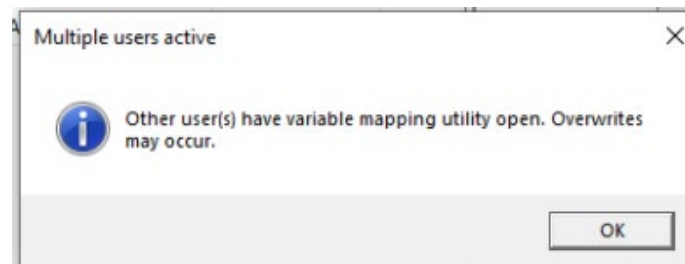 Multiple users active
Other user(s) have variable mapping utility open. Overwrites
may occur.
OK